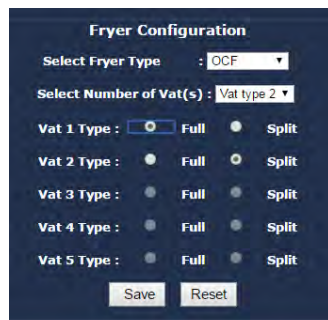 Fryer Configuration
Select Fryer Type : OCF
Select Number of Vat(s) : Vat type 2
Vat 1 Type : Full Split
Vat 2 Type : Full Split
Vat 3 Type : Full Split
Vat 4 Type : Full Split
Vat 5 Type : Full Split
Save Reset